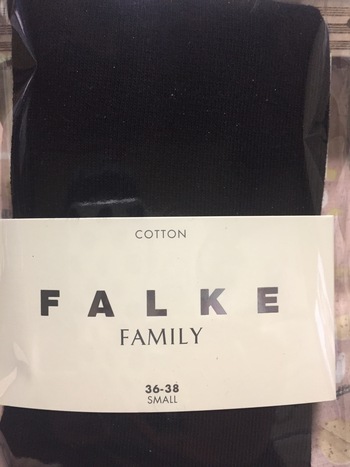 COTTON
FALKE
FAMILY
36-38
SMALL